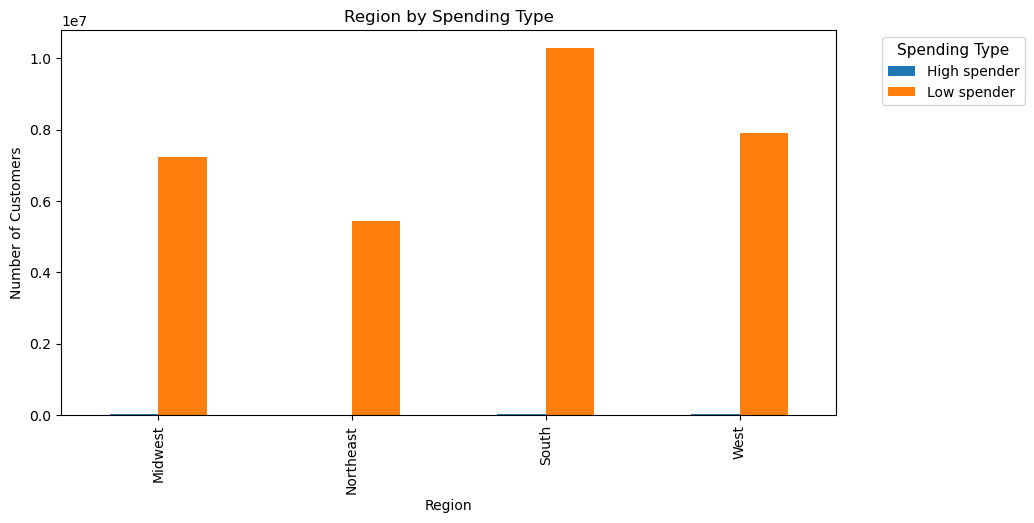 Region by Spending Type
1e7
Spending Type
High spender
Low spender
Number of Customers
1.0
0.8
0.6
0.4
0.2
0.0
Midwest
Northeast
South
West
Region